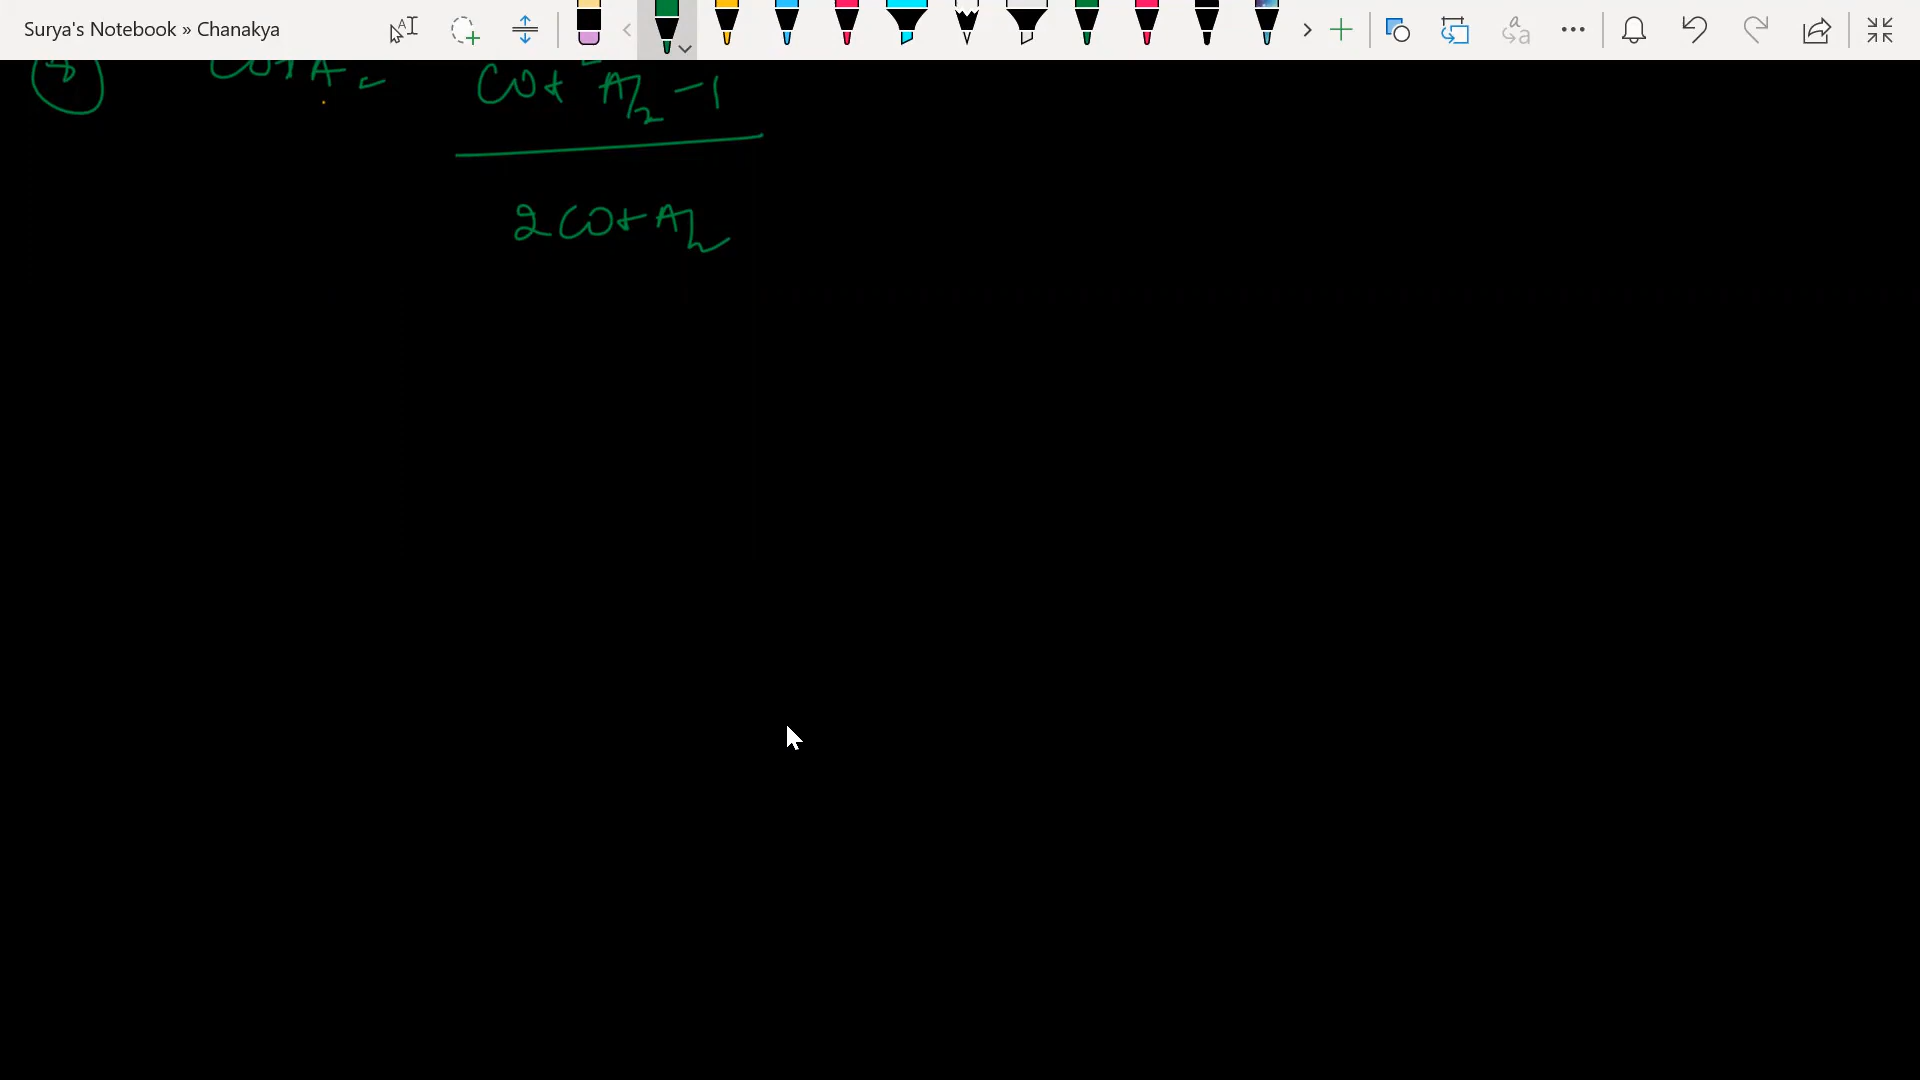 Surya's Notebook » Chanakya
Cot A = Cot² A/2 - 1
2 Cot A/2